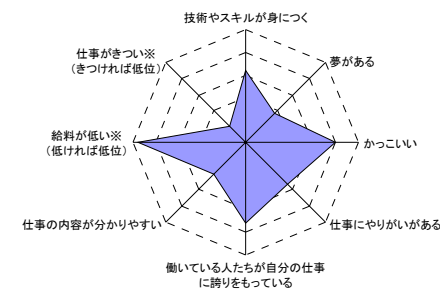 技術やスキルが身につく
仕事がきつい※
（きつければ低位）
夢がある
給料が低い※
（低ければ低位）
かっこいい
仕事の内容が分かりやすい
仕事にやりがいがある
働いている人たちが自分の仕事
に誇りをもっている